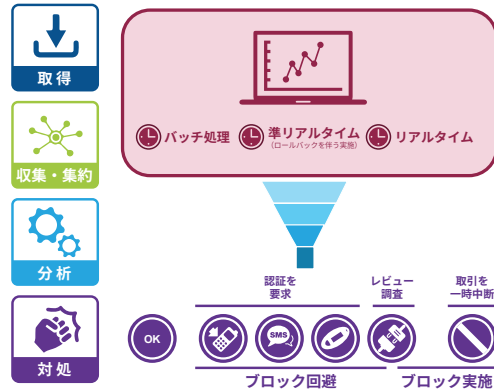 取得
収集・集約
分析
対処
バッチ処理
準リアルタイム
（ロールバックを伴う実施）
リアルタイム
認証を
要求
レビュー
調査
取引を
一時中断
OK
SMS
ブロック回避
ブロック実施